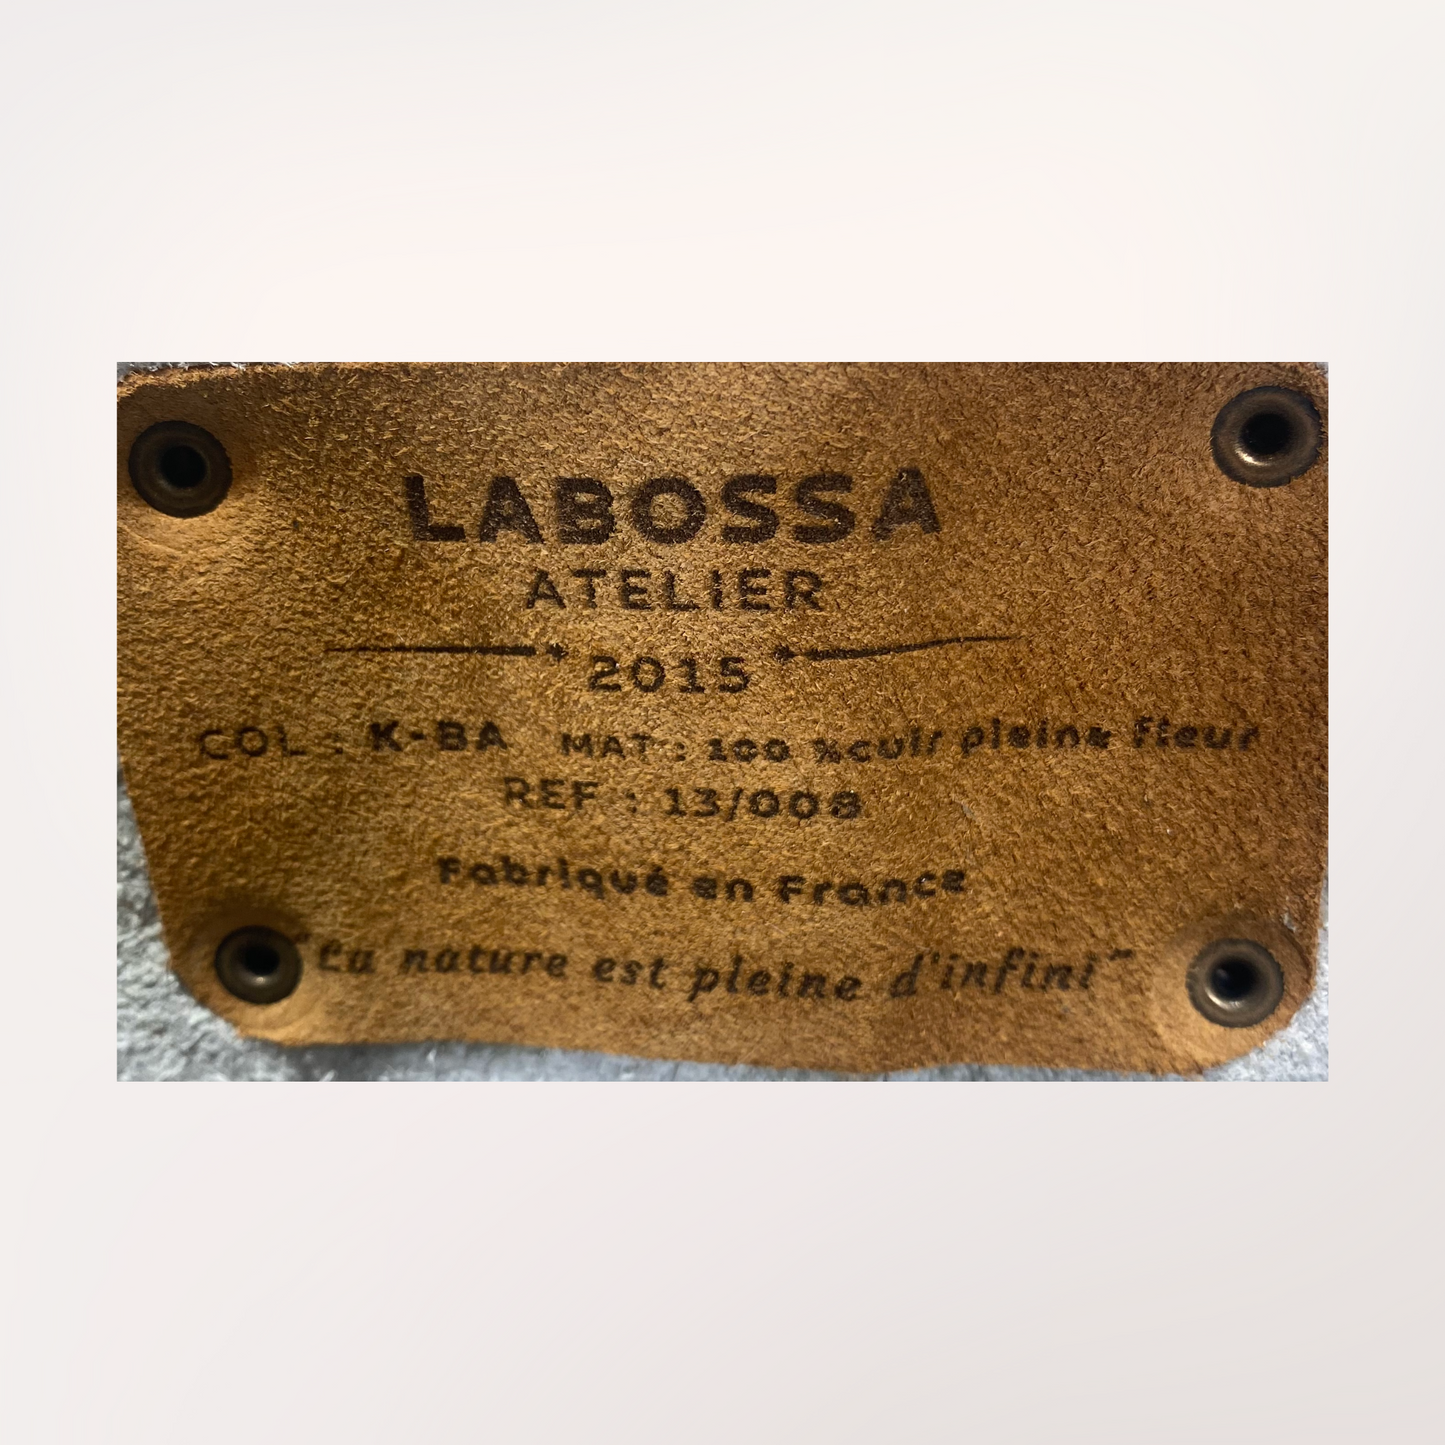 LABOSSA
ATELIER
2015
COL : K-BA MAT : 100 %cuir pleine fleur
REF : 13/008
Fabriqué en France
"La nature est pleine d'infini"